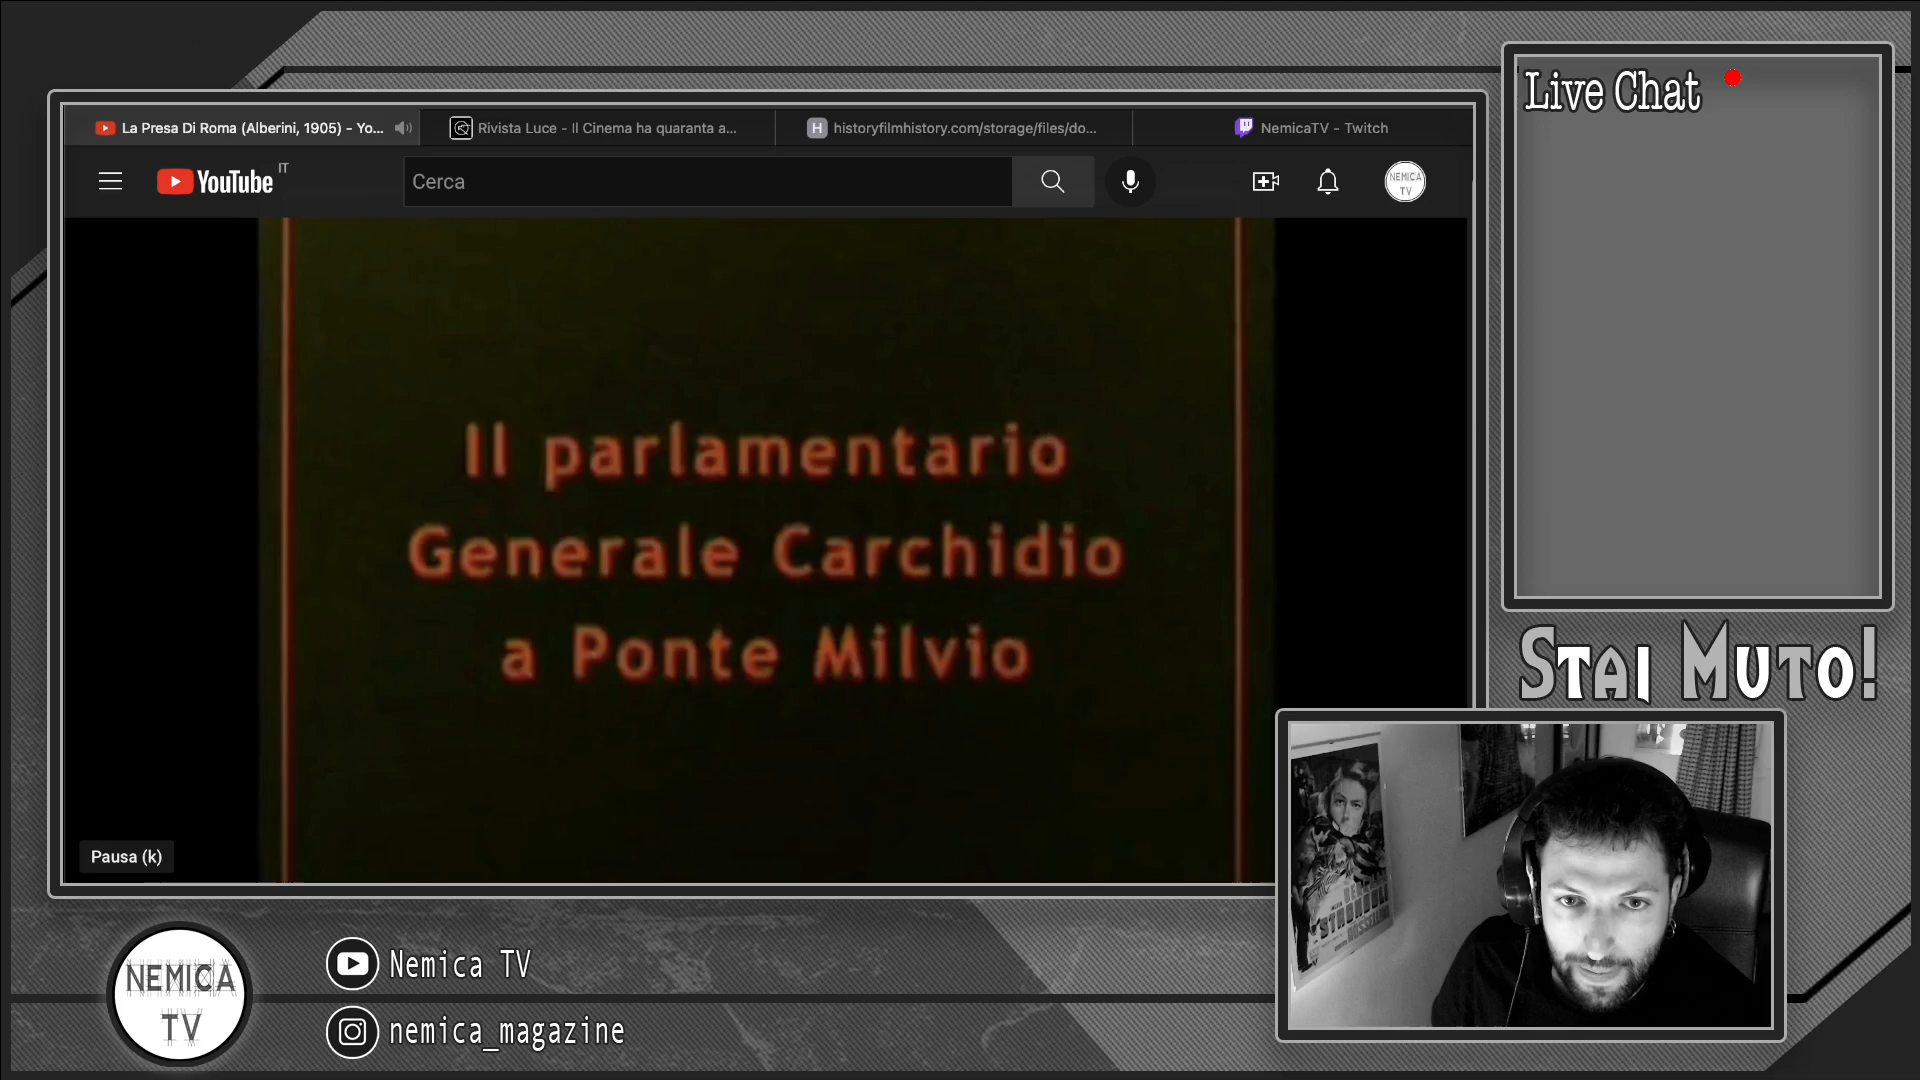 La Presa Di Roma (Alberini, 1905) - Yo...
Rivista Luce - Il Cinema ha quaranta a...
H historyfilmhistory.com/storage/files/do...
NemicaTV - Twitch
YouTube IT
Cerca
NEMICA
TV
Il parlamentario
Generale Carchidio
a Ponte Milvio
Pausa (k)
Live Chat
Stai Muto!
NEMICA
TV
Nemica TV
nemica_magazine